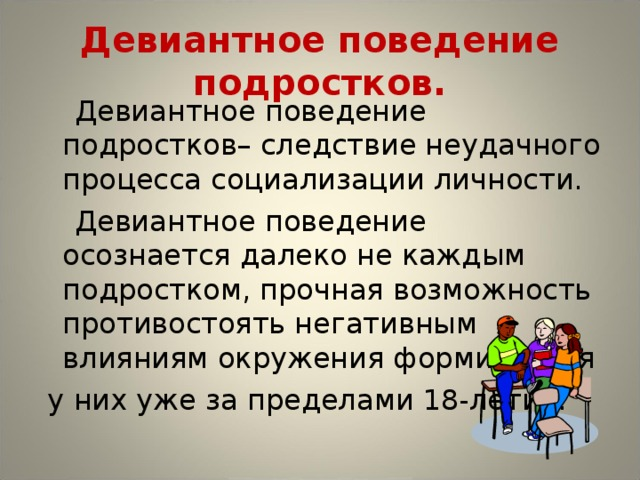 Девиантное поведение
подростков.
Девиантное поведение
подростков– следствие неудачного
процесса социализации личности.
Девиантное поведение
осознается далеко не каждым
подростком, прочная возможность
противостоять негативным
влияниям окружения
у них уже за пределами